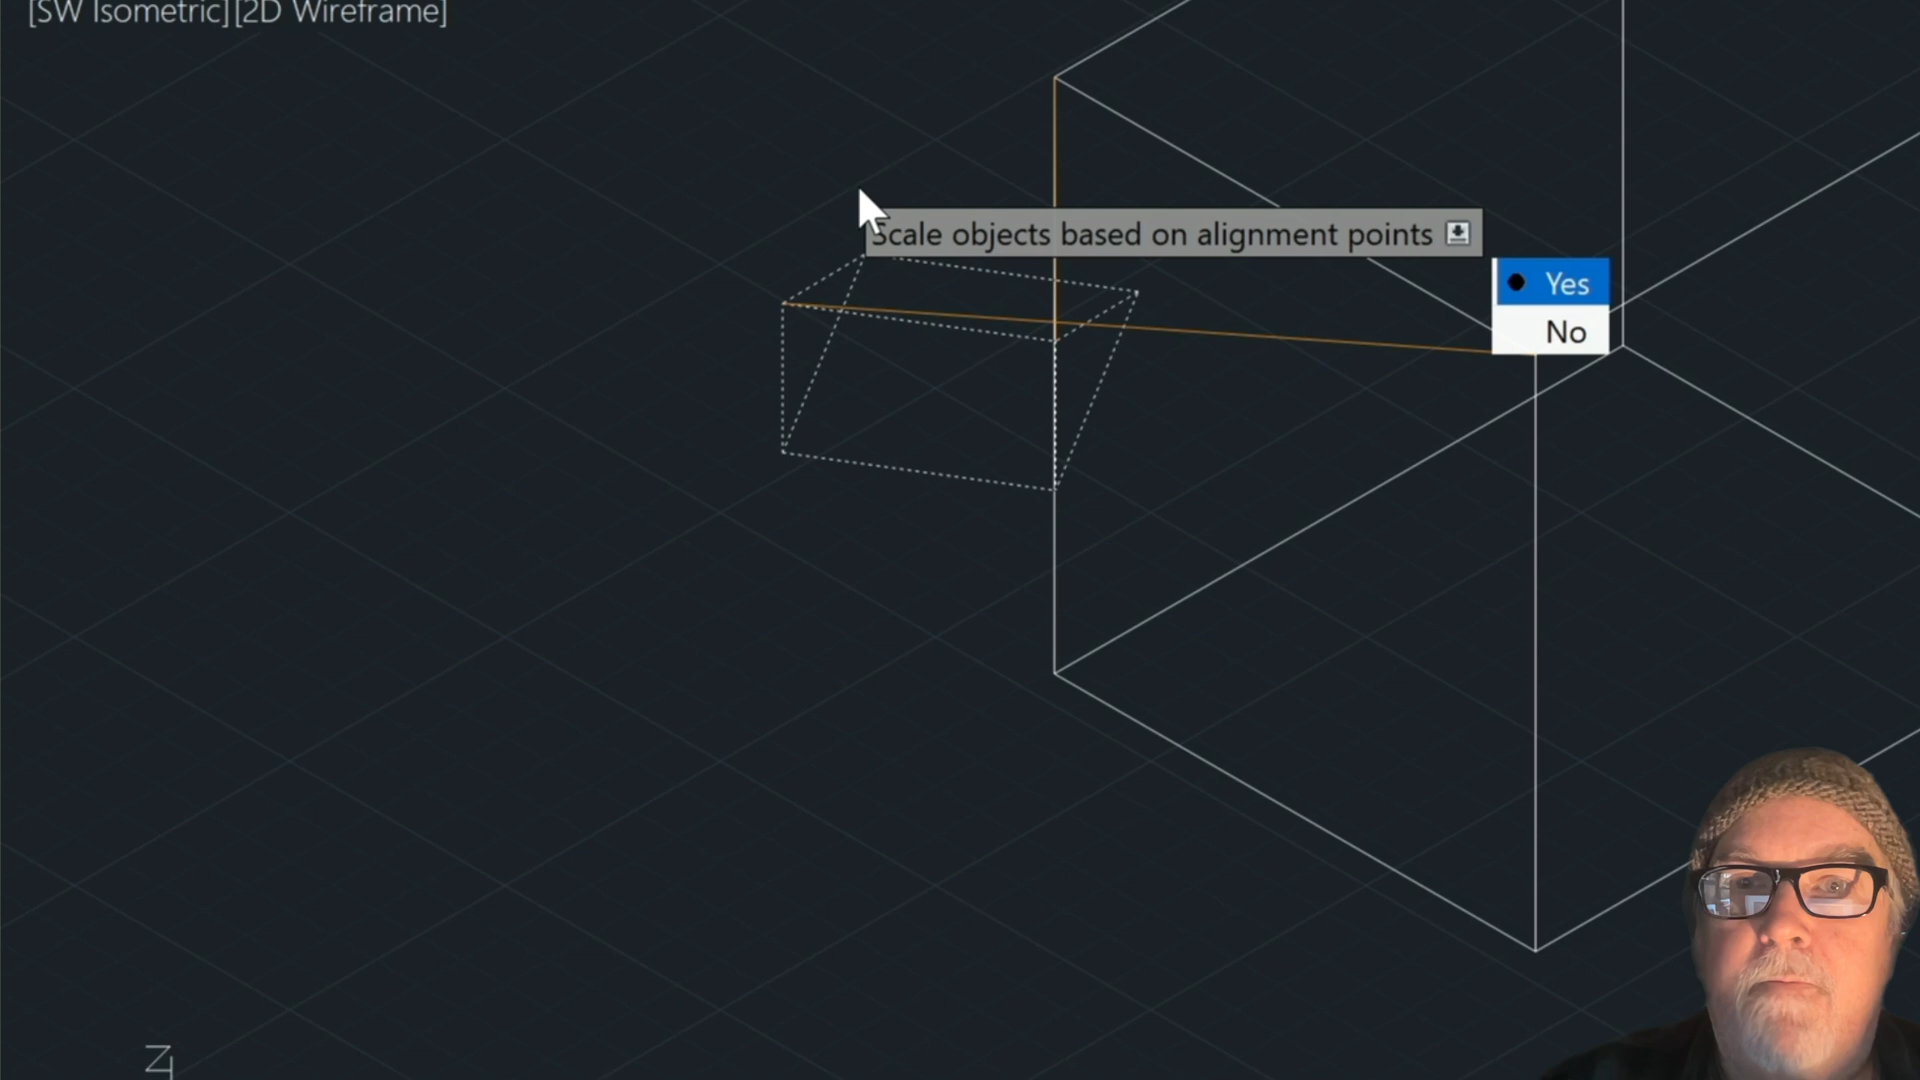 [SW Isometric][2D Wireframe]
Scale objects based on alignment points
Yes
No
Z